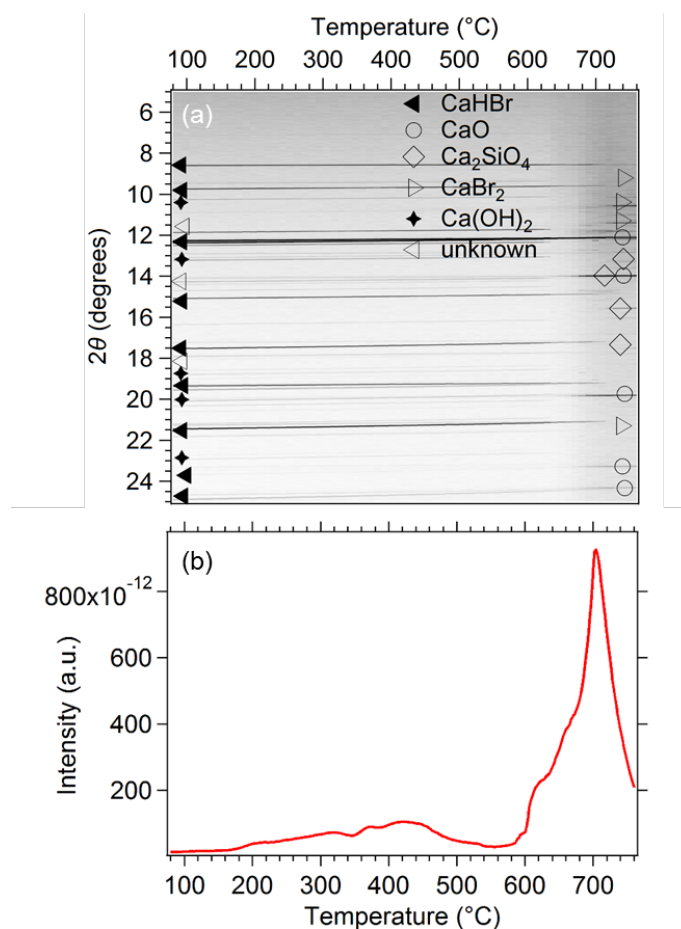 Temperature (°C)
100 200 300 400 500 600 700
(a)
CaHBr
CaO
Ca₂SiO₄
CaBr₂
Ca(OH)₂
unknown
6
8
10
12
14
16
18
20
22
24
2θ (degrees)
(b)
800x10⁻¹²
600
400
200
Intensity (a.u.)
100 200 300 400 500 600 700
Temperature (°C)